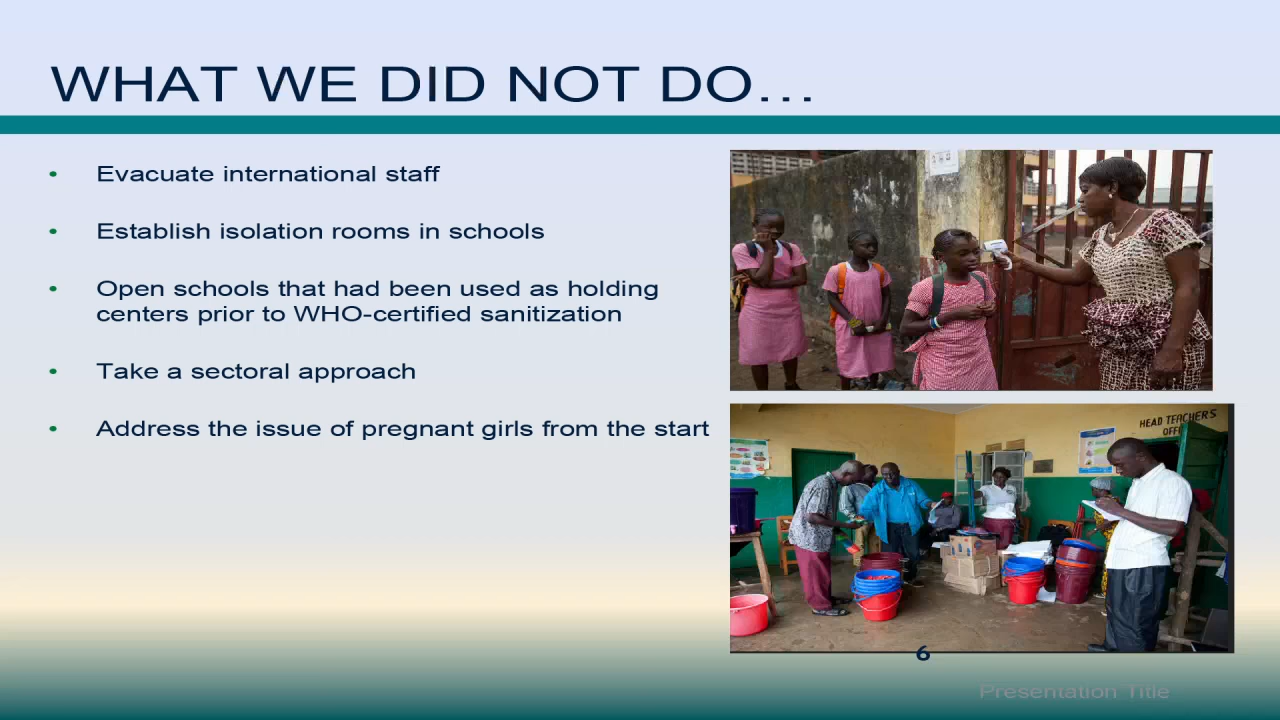 WHAT WE DID NOT DO…
• Evacuate international staff
• Establish isolation rooms in schools
• Open schools that had been used as holding
centers prior to WHO-certified sanitization
• Take a sectoral approach
• Address the issue of pregnant girls from the start
HEAD TEACHER'S
6
Presentation Title